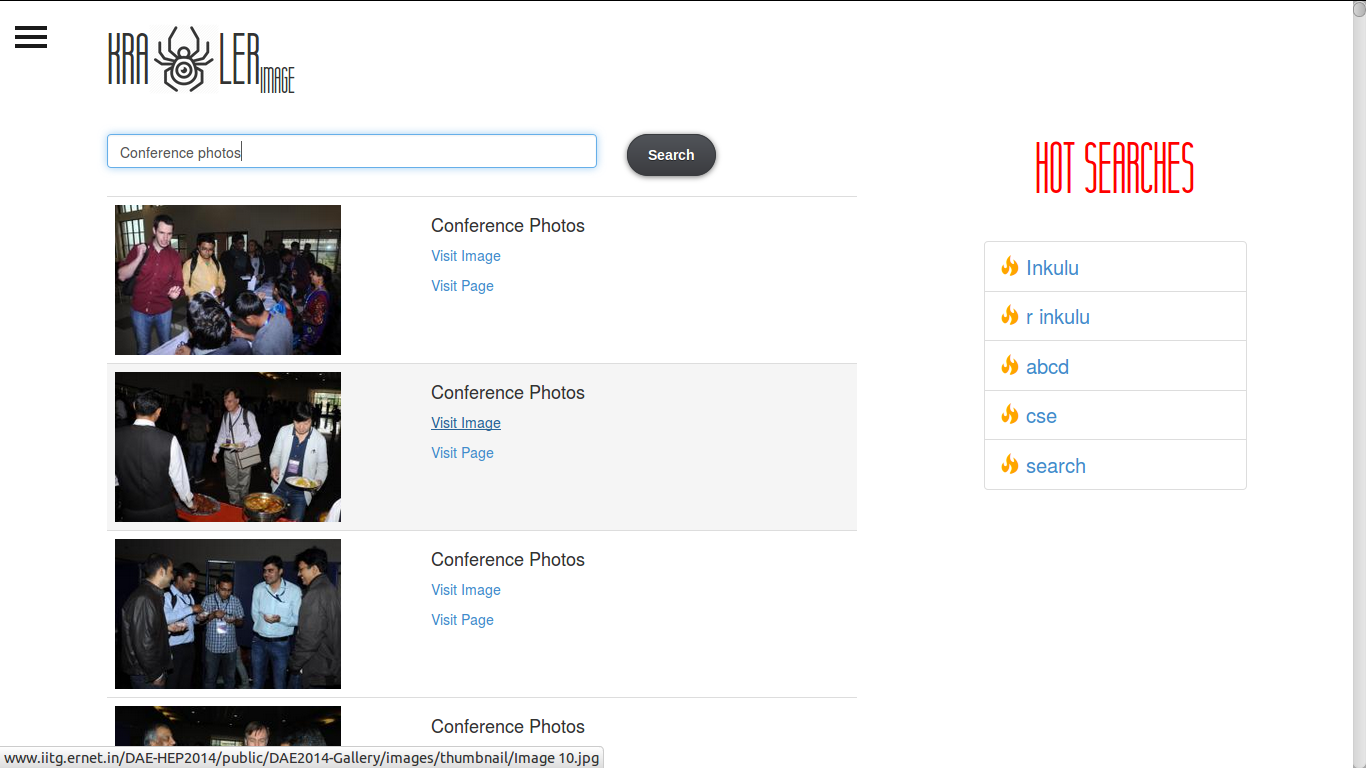 KRA LER IMAGE
Conference photos
Search
HOT SEARCHES
Conference Photos
Visit Image
Visit Page
Conference Photos
Visit Image
Visit Page
Conference Photos
Visit Image
Visit Page
Conference Photos
Inkulu
r inkulu
abcd
cse
search
www.iitg.ernet.in/DAE-HEP2014/public/DAE2014-Gallery/images/thumbnail/Image 10.jpg